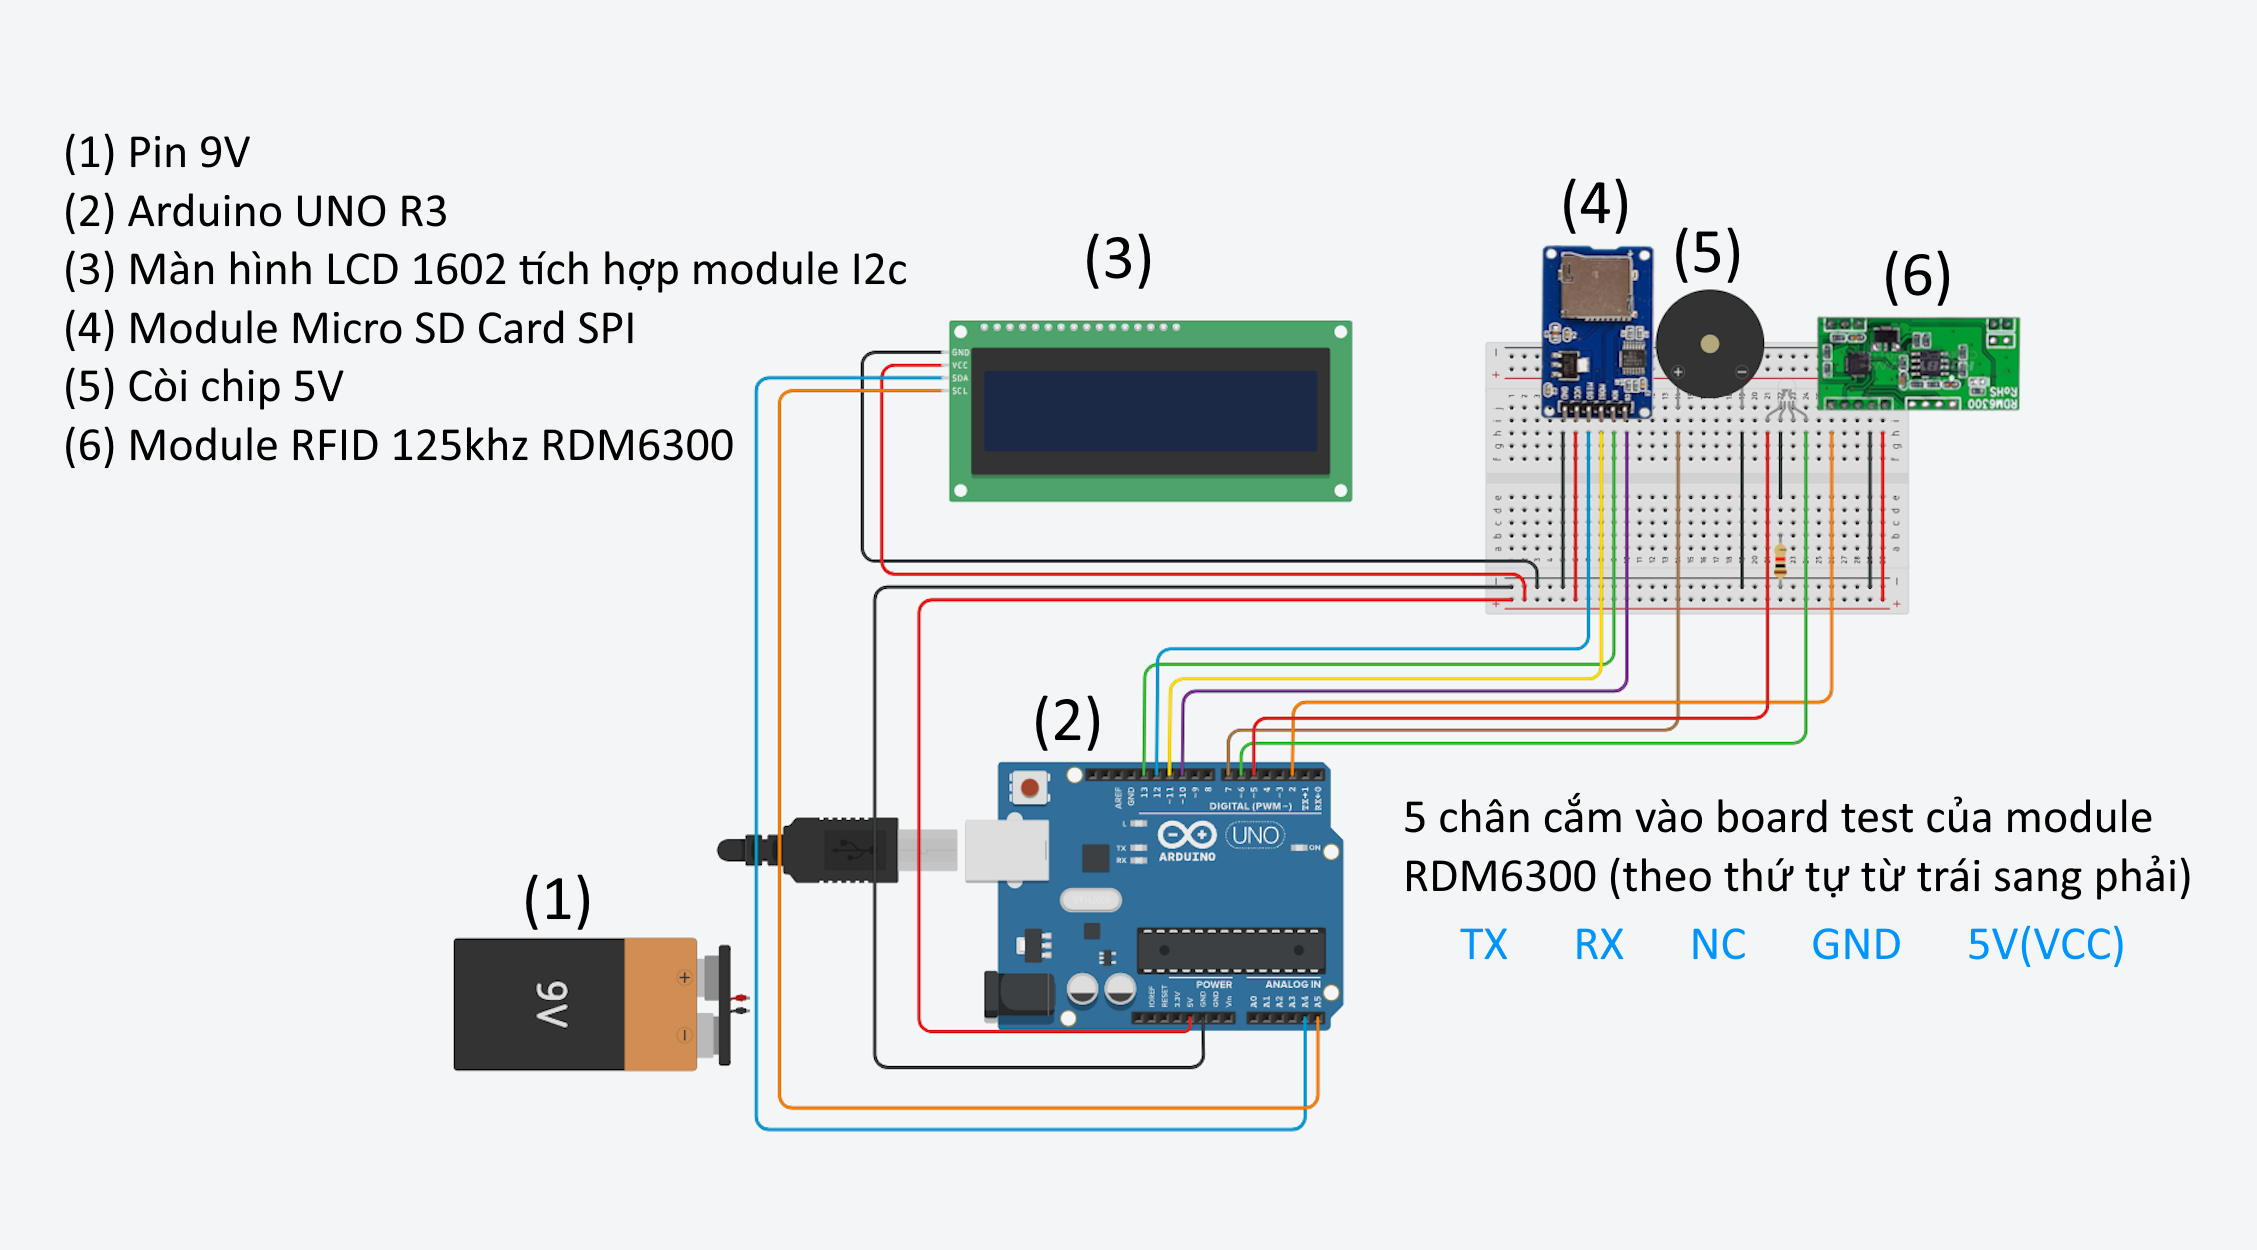 (1) Pin 9V
(2) Arduino UNO R3
(3) Màn hình LCD 1602 tích hợp module I2c
(4) Module Micro SD Card SPI
(5) Còi chip 5V
(6) Module RFID 125khz RDM6300
(3)
(4)
(5)
(6)
GND
VCC
SDA
SCL
RDM6300
RoHS
(2)
AREF
GND
13
12
~11
~10
~9
8
7
~6
~5
4
~3
2
TX→1
RX←0
DIGITAL (PWM~)
L
TX
RX
ARDUINO
UNO
ON
POWER
ANALOG IN
IOREF
RESET
3.3V
5V
GND
GND
Vin
A0
A1
A2
A3
A4
A5
(1)
9V
+
−
5 chân cắm vào board test của module
RDM6300 (theo thứ tự từ trái sang phải)
TX RX NC GND 5V(VCC)